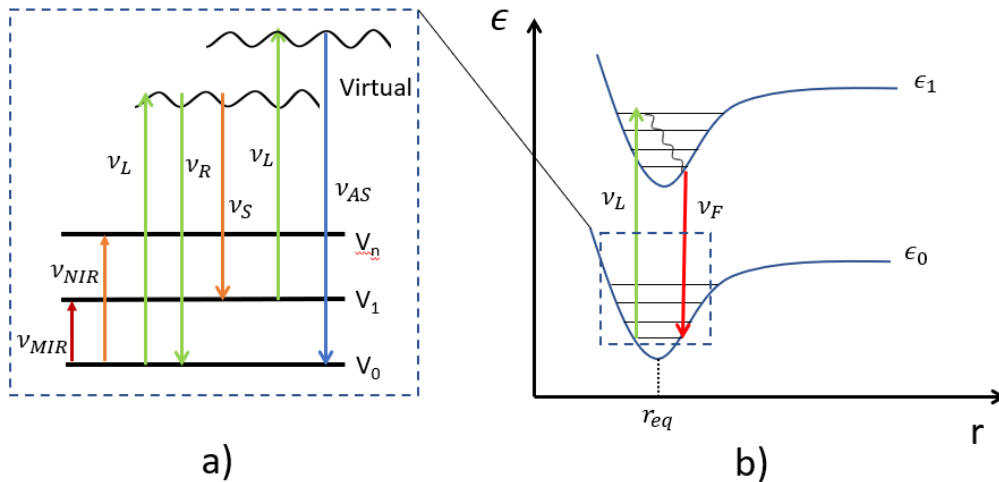 Virtual
ν_L
ν_R
ν_S
ν_L
ν_AS
V_n
ν_NIR
V_1
ν_MIR
V_0
a)
ϵ
ϵ_1
ν_L
ν_F
ϵ_0
r_eq
r
b)